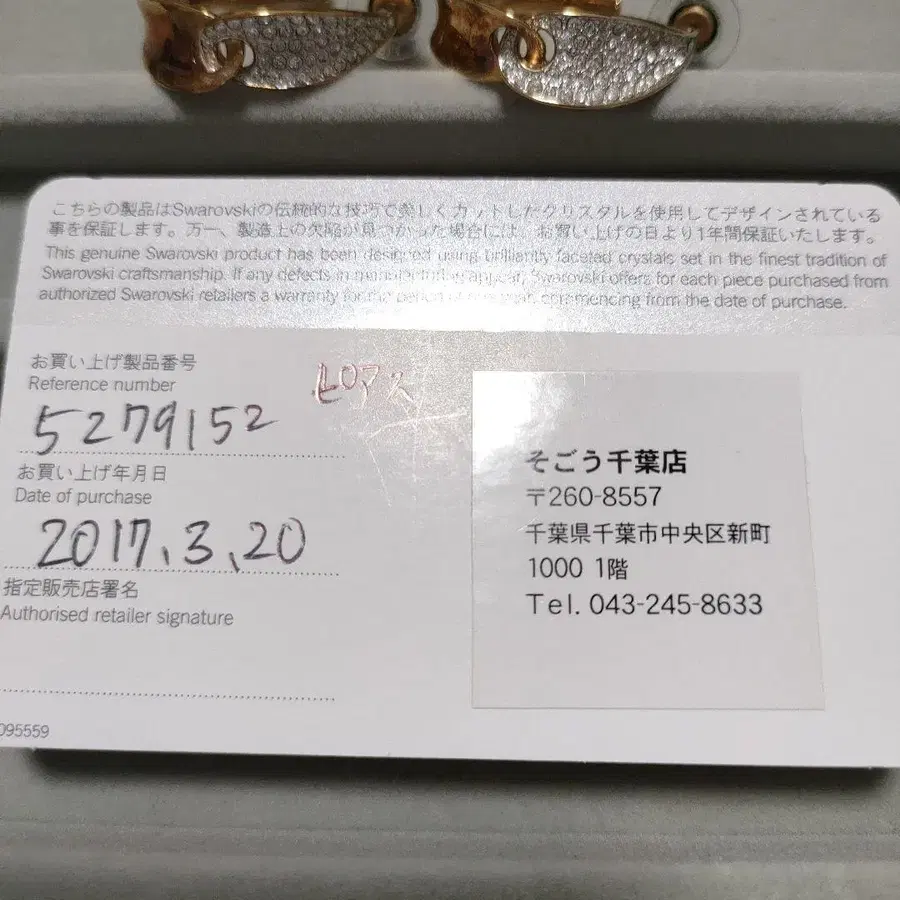 こちらの製品はSwarovskiの伝統的な技巧で美しくカットしたクリスタルを使用してデザインされている
事を保証します。万一、製造上の欠陥が見つかった場合には、お買い上げの日より1年間保証いたします。
This genuine Swarovski product has been designed using brilliantly faceted crystals set in the finest tradition of
Swarovski craftsmanship. If any defects in manufacturing appear, Swarovski offers for each piece purchased from
authorized Swarovski retailers a warranty for the period of one year commencing from the date of purchase.
お買い上げ製品番号
Reference number
ピアス
5279152
お買い上げ年月日
Date of purchase
2017.3.20
指定販売店署名
Authorised retailer signature
095559
そごう千葉店
〒260-8557
千葉県千葉市中央区新町
1000 1階
Tel. 043-245-8633